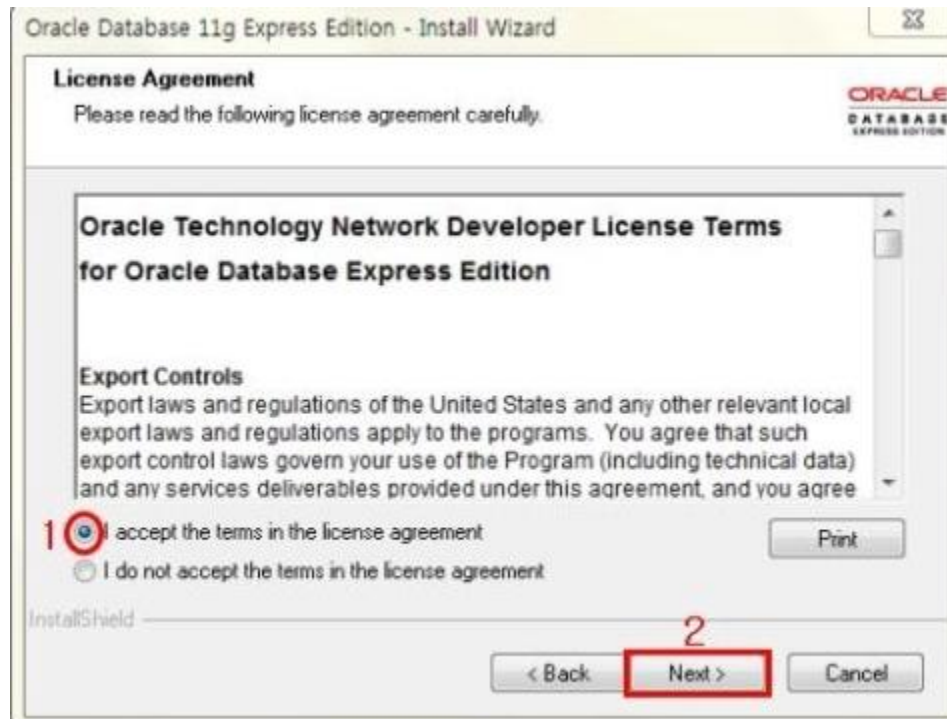 Oracle Database 11g Express Edition - Install Wizard
License Agreement
Please read the following license agreement carefully.
ORACLE
DATABASE
EXPRESS EDITION
Oracle Technology Network Developer License Terms
for Oracle Database Express Edition
Export Controls
Export laws and regulations of the United States and any other relevant local
export laws and regulations apply to the programs. You agree that such
export control laws govern your use of the Program (including technical data)
and any services deliverables provided under this agreement, and you agree
1 I accept the terms in the license agreement
Print
I do not accept the terms in the license agreement
InstallShield
2
< Back Next > Cancel